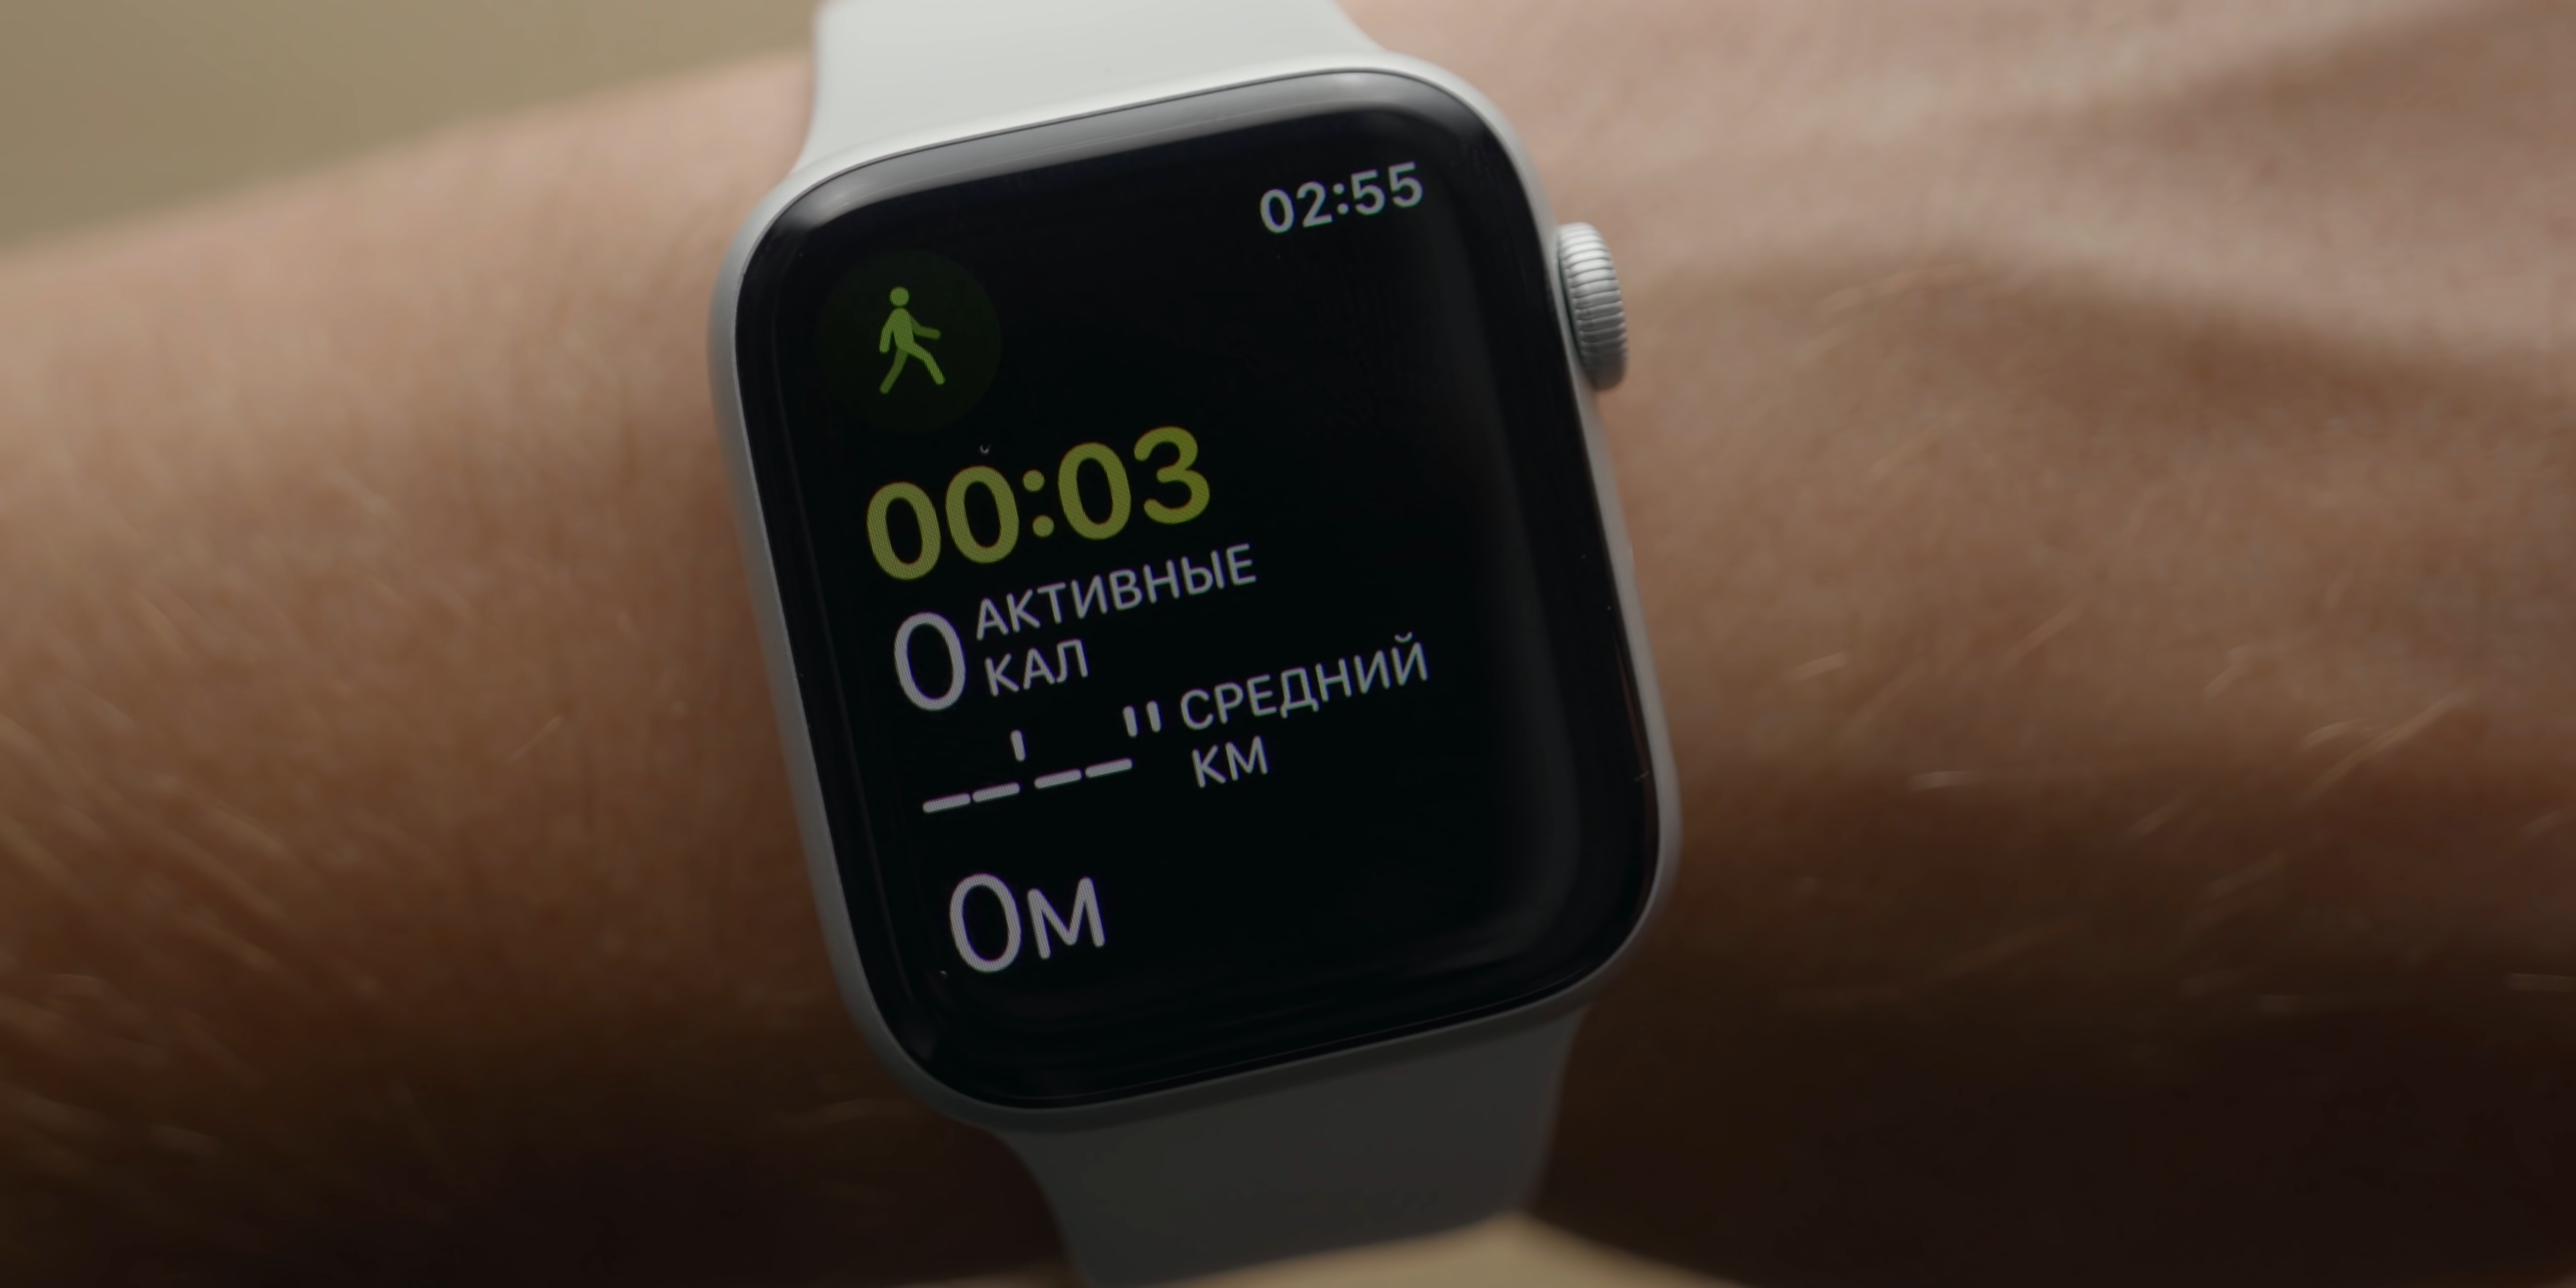 02:55
00:03
0 АКТИВНЫЕ
КАЛ
__'__" СРЕДНИЙ
КМ
0М